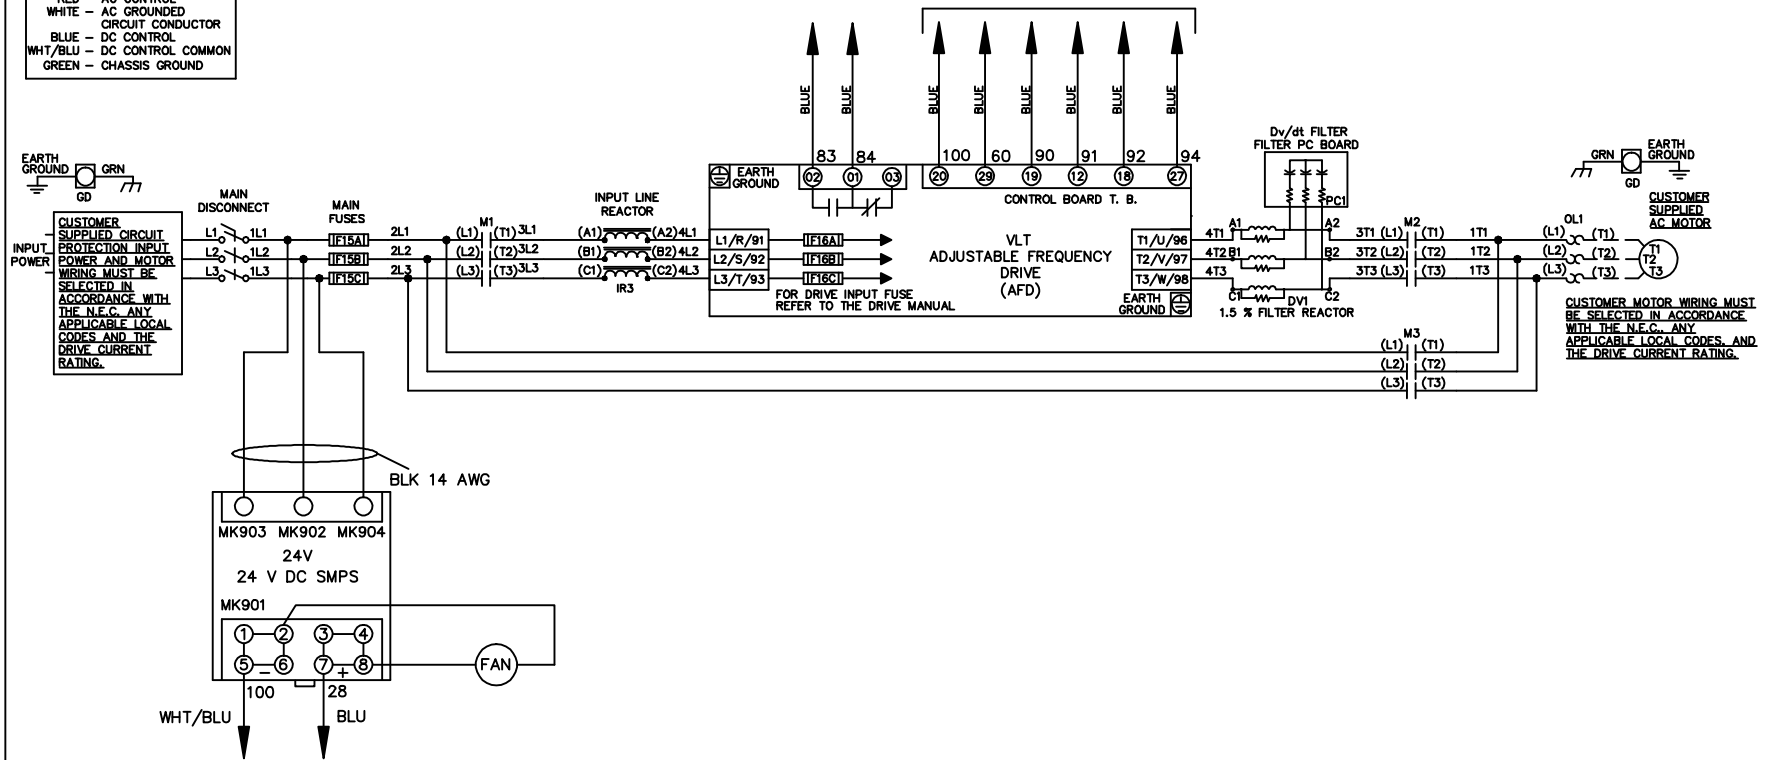 WHITE – AC GROUNDED
CIRCUIT CONDUCTOR
BLUE – DC CONTROL
WHT/BLU – DC CONTROL COMMON
GREEN – CHASSIS GROUND
BLUE
BLUE
BLUE
BLUE
BLUE
BLUE
BLUE
83
84
100
60
90
91
92
94
EARTH
GROUND
GRN
GD
MAIN
DISCONNECT
MAIN
FUSES
INPUT LINE
REACTOR
EARTH
GROUND
02
01
03
20
29
19
12
18
27
CONTROL BOARD T. B.
Dv/dt FILTER
FILTER PC BOARD
PC1
GRN
EARTH
GROUND
GD
CUSTOMER
SUPPLIED
AC MOTOR
INPUT
POWER
CUSTOMER
SUPPLIED CIRCUIT
PROTECTION INPUT
POWER AND MOTOR
WIRING MUST BE
SELECTED IN
ACCORDANCE WITH
THE N.E.C. ANY
APPLICABLE LOCAL
CODES AND THE
DRIVE CURRENT
RATING.
L1 1L1
L2 1L2
L3 1L3
F15A
F15B
F15C
2L1
2L2
2L3
M1
(L1) (T1) 3L1
(L2) (T2) 3L2
(L3) (T3) 3L3
(A1) (A2) 4L1
(B1) (B2) 4L2
(C1) (C2) 4L3
IR3
L1/R/91
L2/S/92
L3/T/93
F16A
F16B
F16C
FOR DRIVE INPUT FUSE
REFER TO THE DRIVE MANUAL
VLT
ADJUSTABLE FREQUENCY
DRIVE
(AFD)
T1/U/96
T2/V/97
T3/W/98
EARTH
GROUND
4T1 A1 A2
4T2 B1 B2
4T3
C1 DV1 C2
1.5 % FILTER REACTOR
M2
3T1 (L1) (T1) 1T1
3T2 (L2) (T2) 1T2
3T3 (L3) (T3) 1T3
OL1
(L1) (T1) T1
(L2) (T2) T2
(L3) (T3) T3
CUSTOMER MOTOR WIRING MUST
BE SELECTED IN ACCORDANCE
WITH THE N.E.C., ANY
APPLICABLE LOCAL CODES, AND
THE DRIVE CURRENT RATING.
M3
(L1) (T1)
(L2) (T2)
(L3) (T3)
BLK 14 AWG
MK903 MK902 MK904
24V
24 V DC SMPS
MK901
1 2 3 4
5 – 6 7 + 8
FAN
100
28
WHT/BLU
BLU